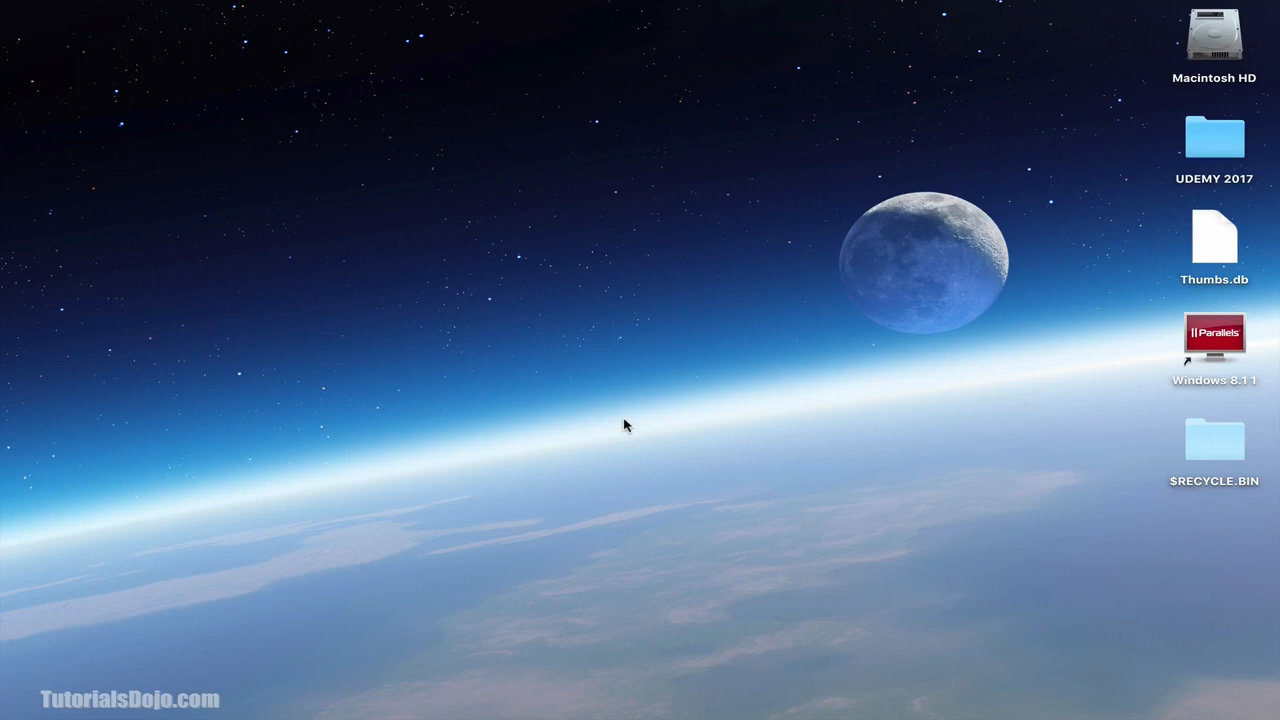 Macintosh HD
UDEMY 2017
Thumbs.db
Parallels
Windows 8.1 1
$RECYCLE.BIN
TutorialsDojo.com